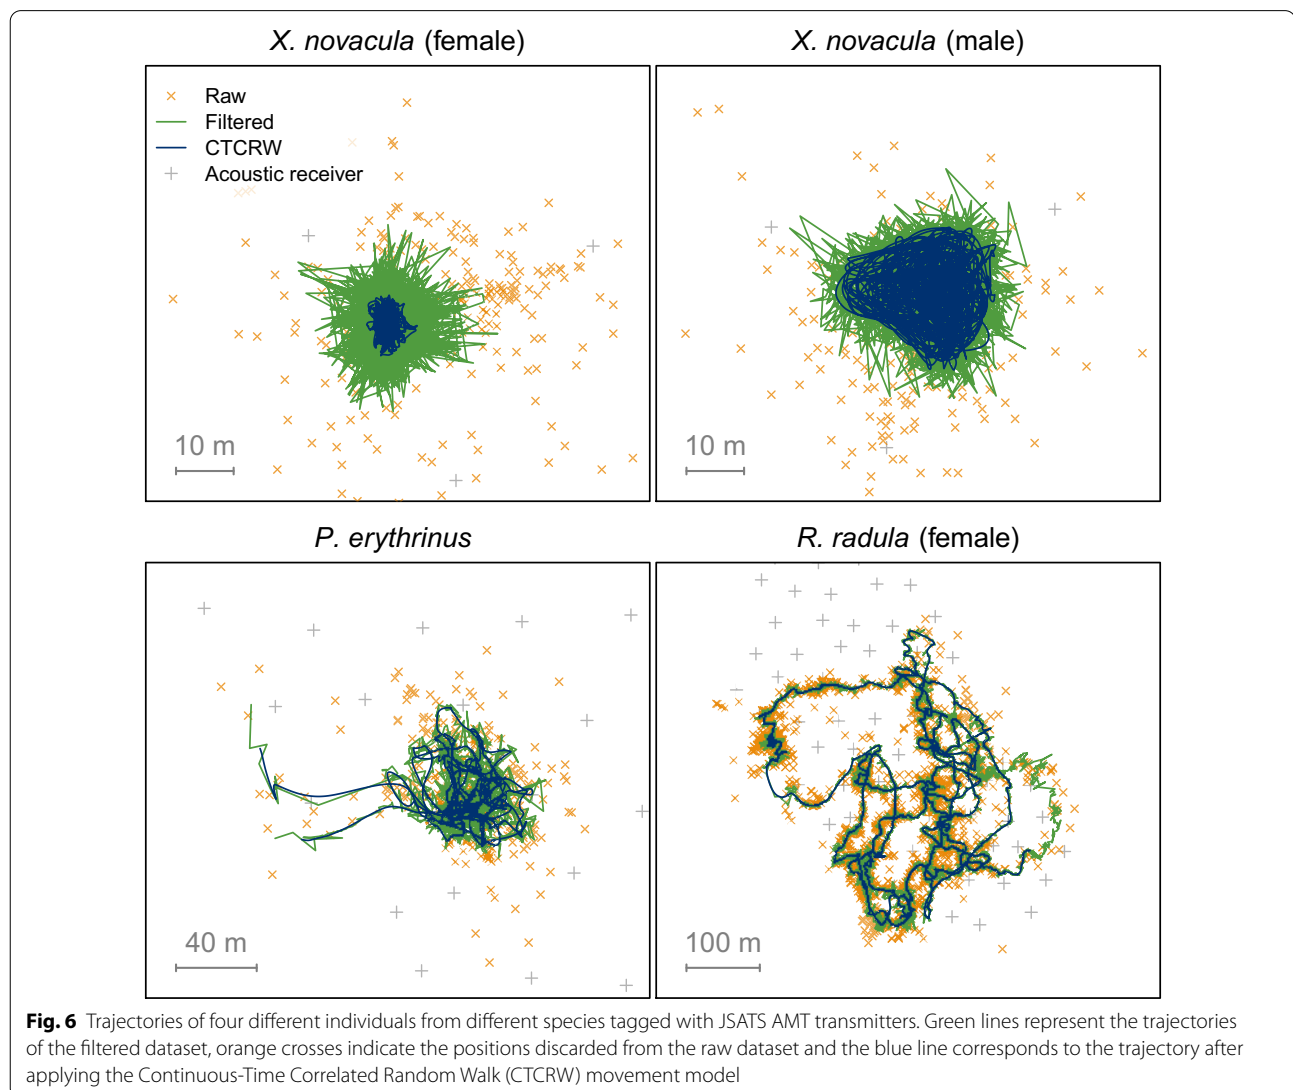 X. novacula (female)
X. novacula (male)
Raw
Filtered
CTCRW
Acoustic receiver
10 m
10 m
P. erythrinus
R. radula (female)
40 m
100 m
Fig. 6 Trajectories of four different individuals from different species tagged with JSATS AMT transmitters. Green lines represent the trajectories
of the filtered dataset, orange crosses indicate the positions discarded from the raw dataset and the blue line corresponds to the trajectory after
applying the Continuous-Time Correlated Random Walk (CTCRW) movement model